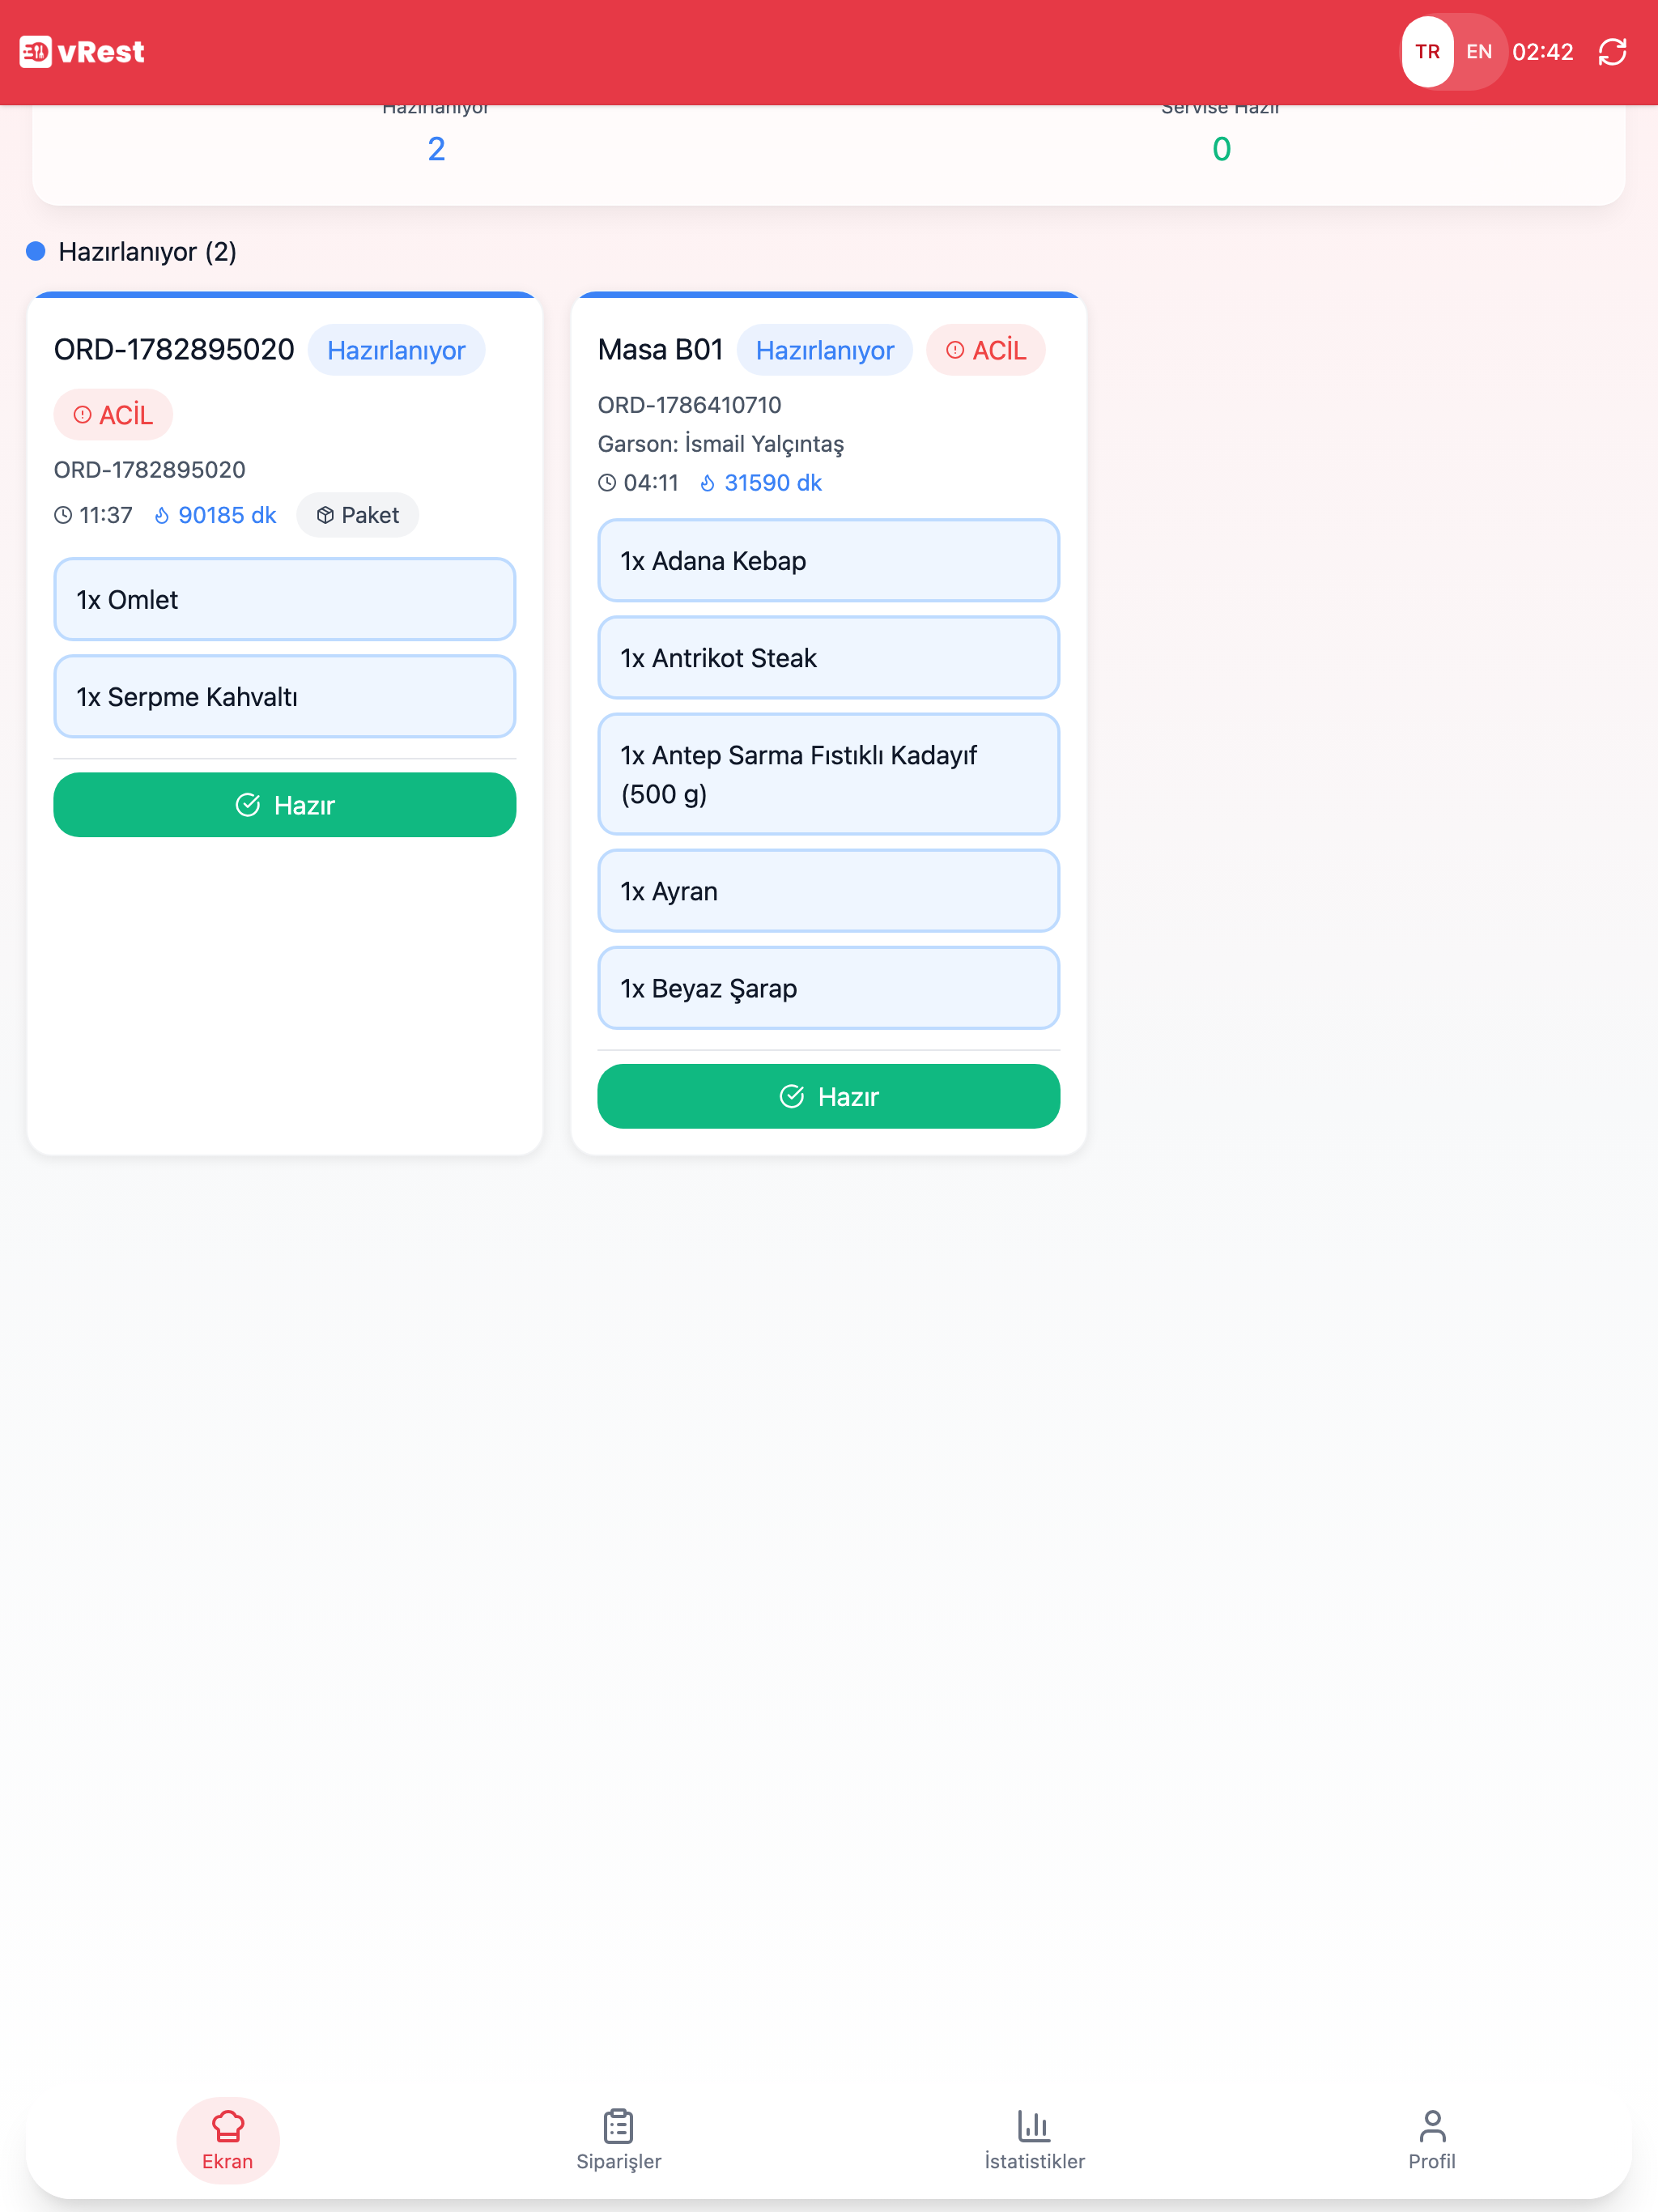 vRest
TR EN 02:42
Hazırlanıyor
Servise Hazır
2
0
Hazırlanıyor (2)
ORD-1782895020 Hazırlanıyor
ACİL
ORD-1782895020
11:37 90185 dk Paket
1x Omlet
1x Serpme Kahvaltı
Hazır
Masa B01 Hazırlanıyor ACİL
ORD-1786410710
Garson: İsmail Yalçıntaş
04:11 31590 dk
1x Adana Kebap
1x Antrikot Steak
1x Antep Sarma Fıstıklı Kadayıf
(500 g)
1x Ayran
1x Beyaz Şarap
Hazır
Ekran
Siparişler
İstatistikler
Profil